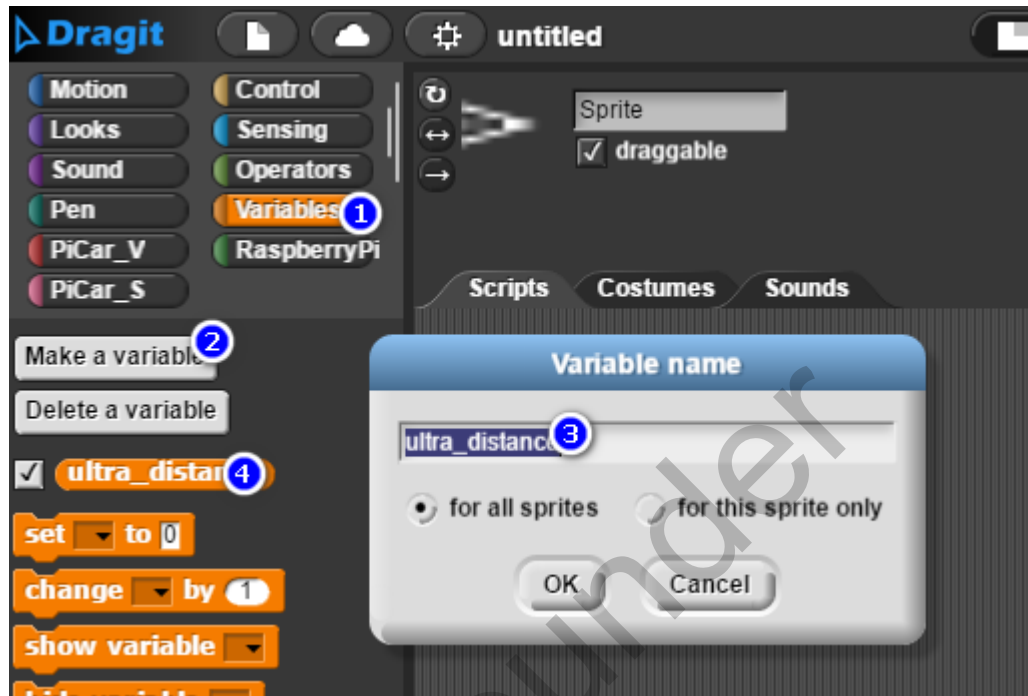 Dragit
untitled
Motion
Control
Looks
Sensing
Sound
Operators
Pen
Variables
1
PiCar_V
RaspberryPi
PiCar_S
Sprite
draggable
Scripts
Costumes
Sounds
Make a variable
2
Delete a variable
ultra_distan
4
set to 0
change by 1
show variable
Variable name
ultra_distance
3
for all sprites
for this sprite only
OK
Cancel
under